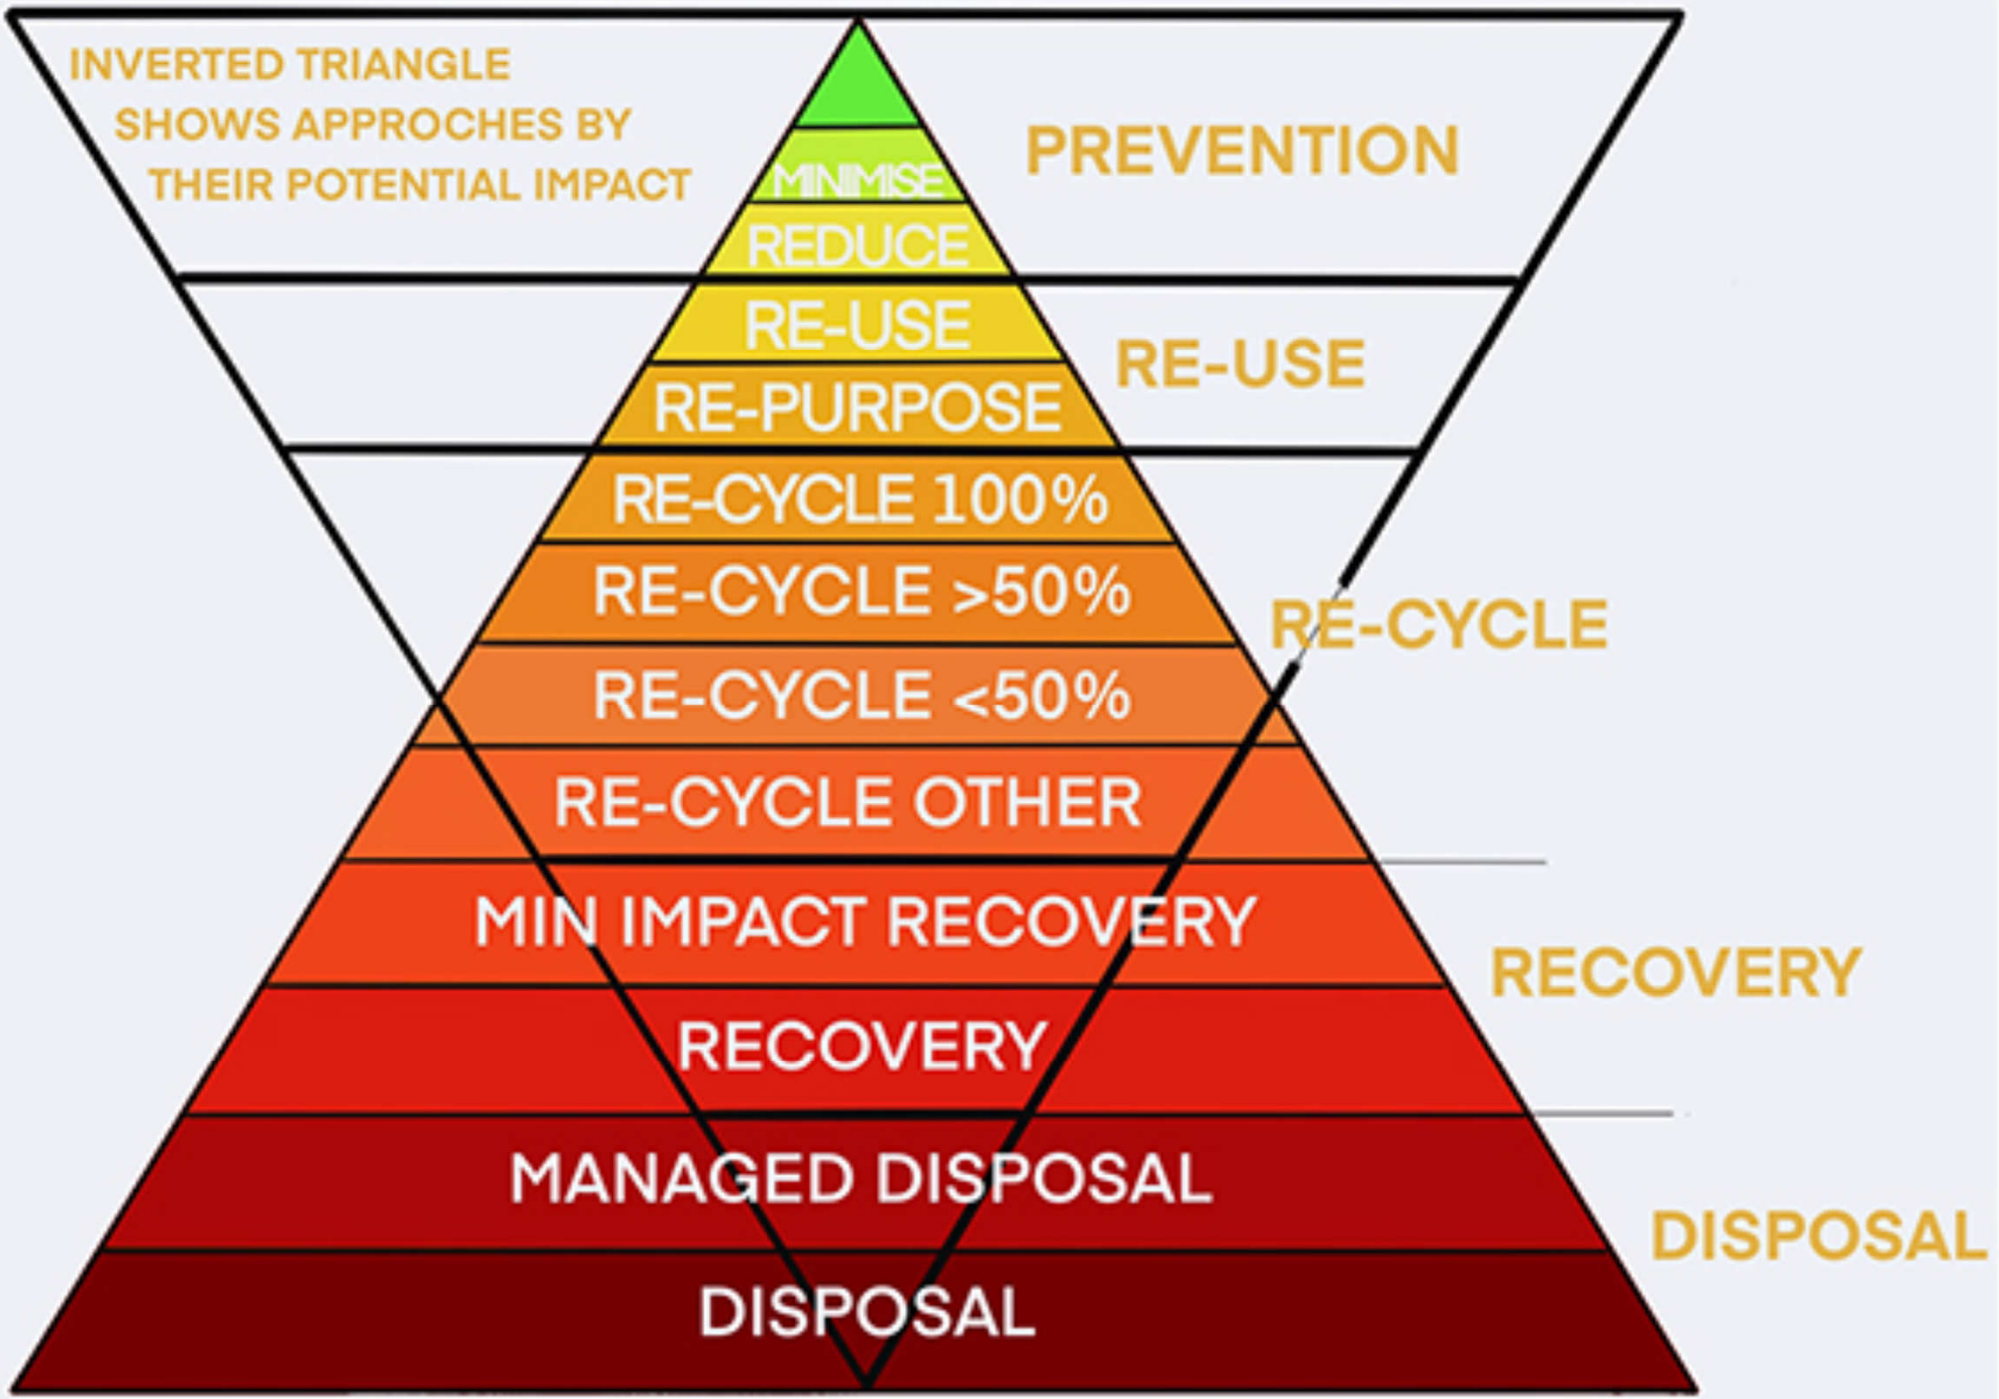 INVERTED TRIANGLE
SHOWS APPROCHES BY
THEIR POTENTIAL IMPACT
PREVENTION
MINIMISE
REDUCE
RE-USE
RE-USE
RE-PURPOSE
RE-CYCLE 100%
RE-CYCLE >50%
RE-CYCLE
RE-CYCLE <50%
RE-CYCLE OTHER
MIN IMPACT RECOVERY
RECOVERY
RECOVERY
MANAGED DISPOSAL
DISPOSAL
DISPOSAL